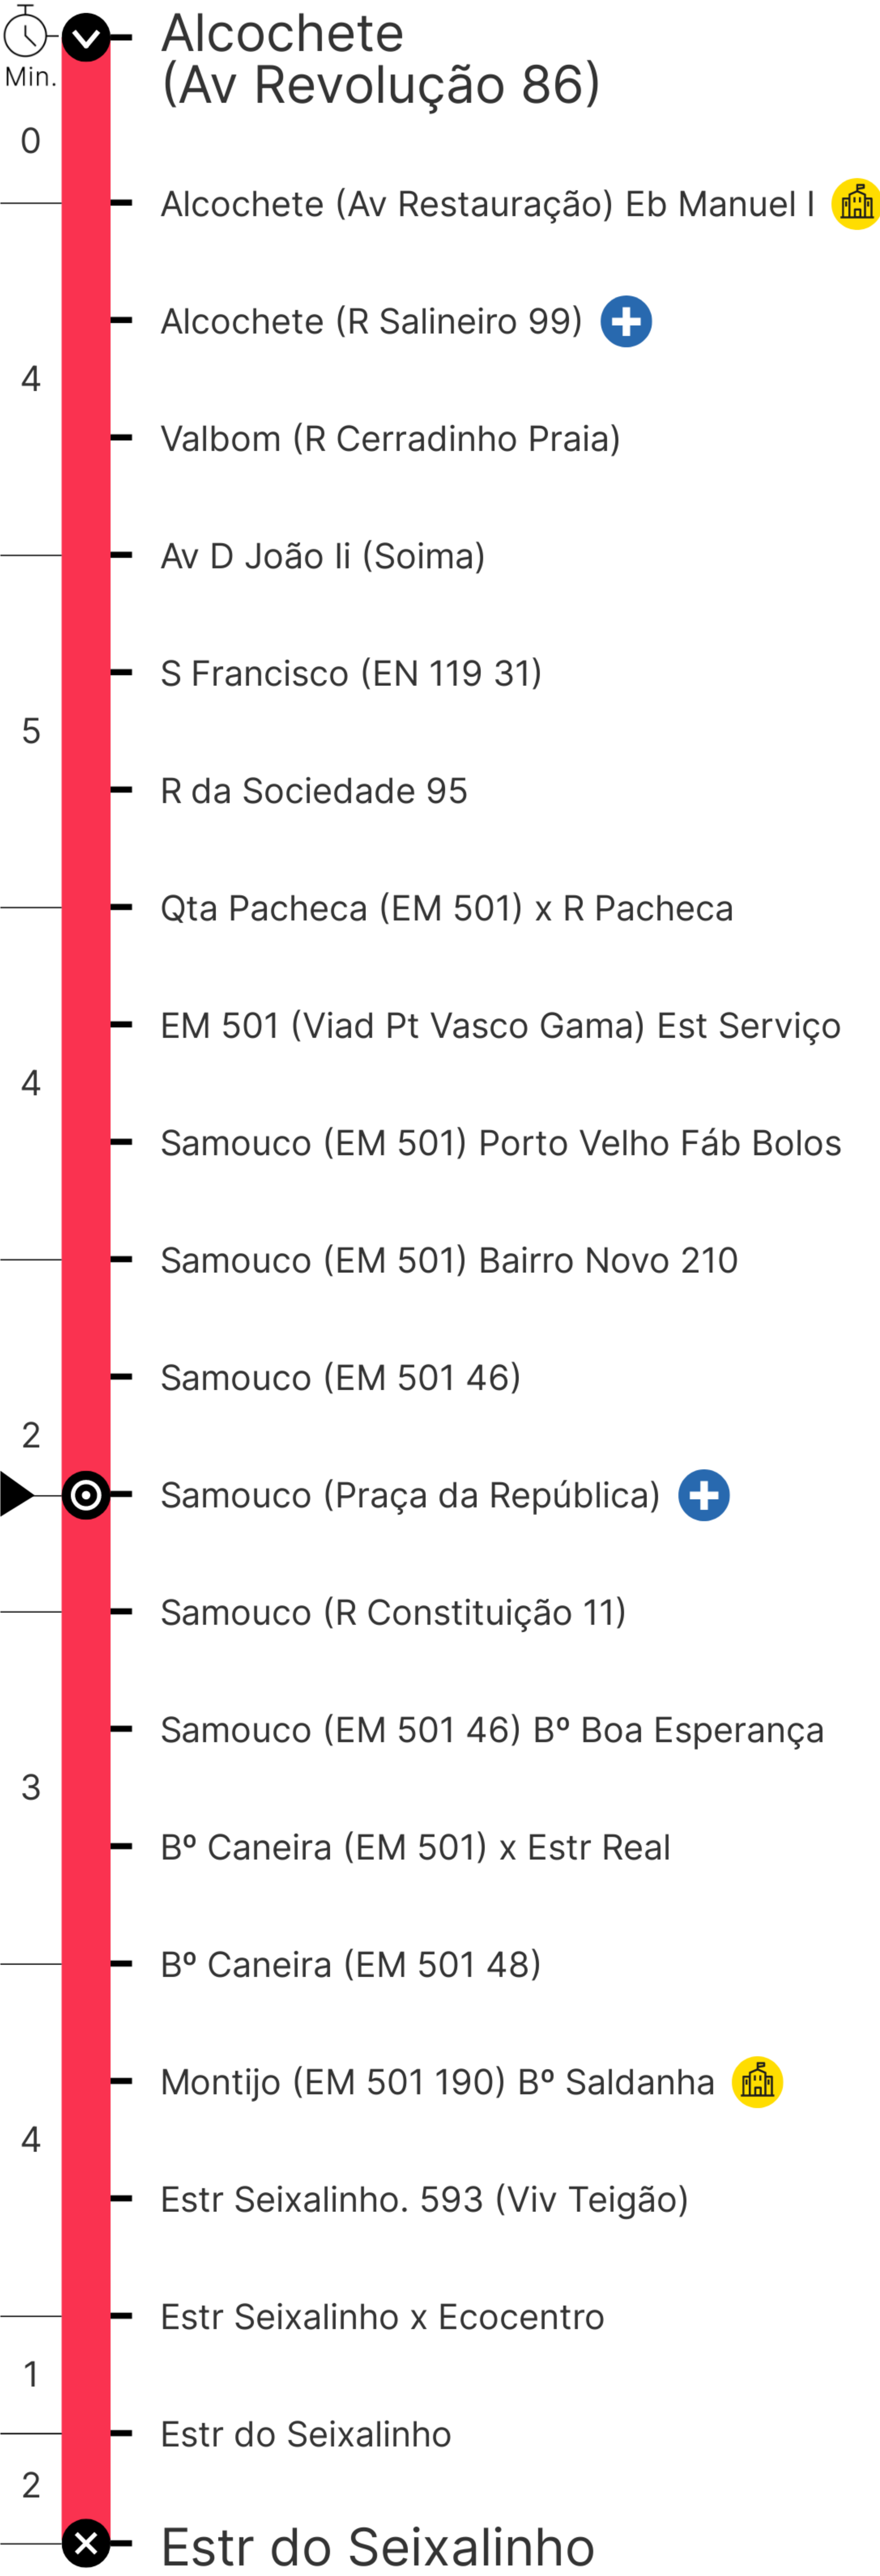 Alcochete
(Av Revolução 86)
Min.
0
Alcochete (Av Restauração) Eb Manuel I
Alcochete (R Salineiro 99)
4
Valbom (R Cerradinho Praia)
Av D João Ii (Soima)
S Francisco (EN 119 31)
5
R da Sociedade 95
Qta Pacheca (EM 501) x R Pacheca
EM 501 (Viad Pt Vasco Gama) Est Serviço
4
Samouco (EM 501) Porto Velho Fáb Bolos
Samouco (EM 501) Bairro Novo 210
Samouco (EM 501 46)
2
Samouco (Praça da República)
Samouco (R Constituição 11)
Samouco (EM 501 46) Bº Boa Esperança
3
Bº Caneira (EM 501) x Estr Real
Bº Caneira (EM 501 48)
Montijo (EM 501 190) Bº Saldanha
4
Estr Seixalinho. 593 (Viv Teigão)
Estr Seixalinho x Ecocentro
1
Estr do Seixalinho
2
Estr do Seixalinho